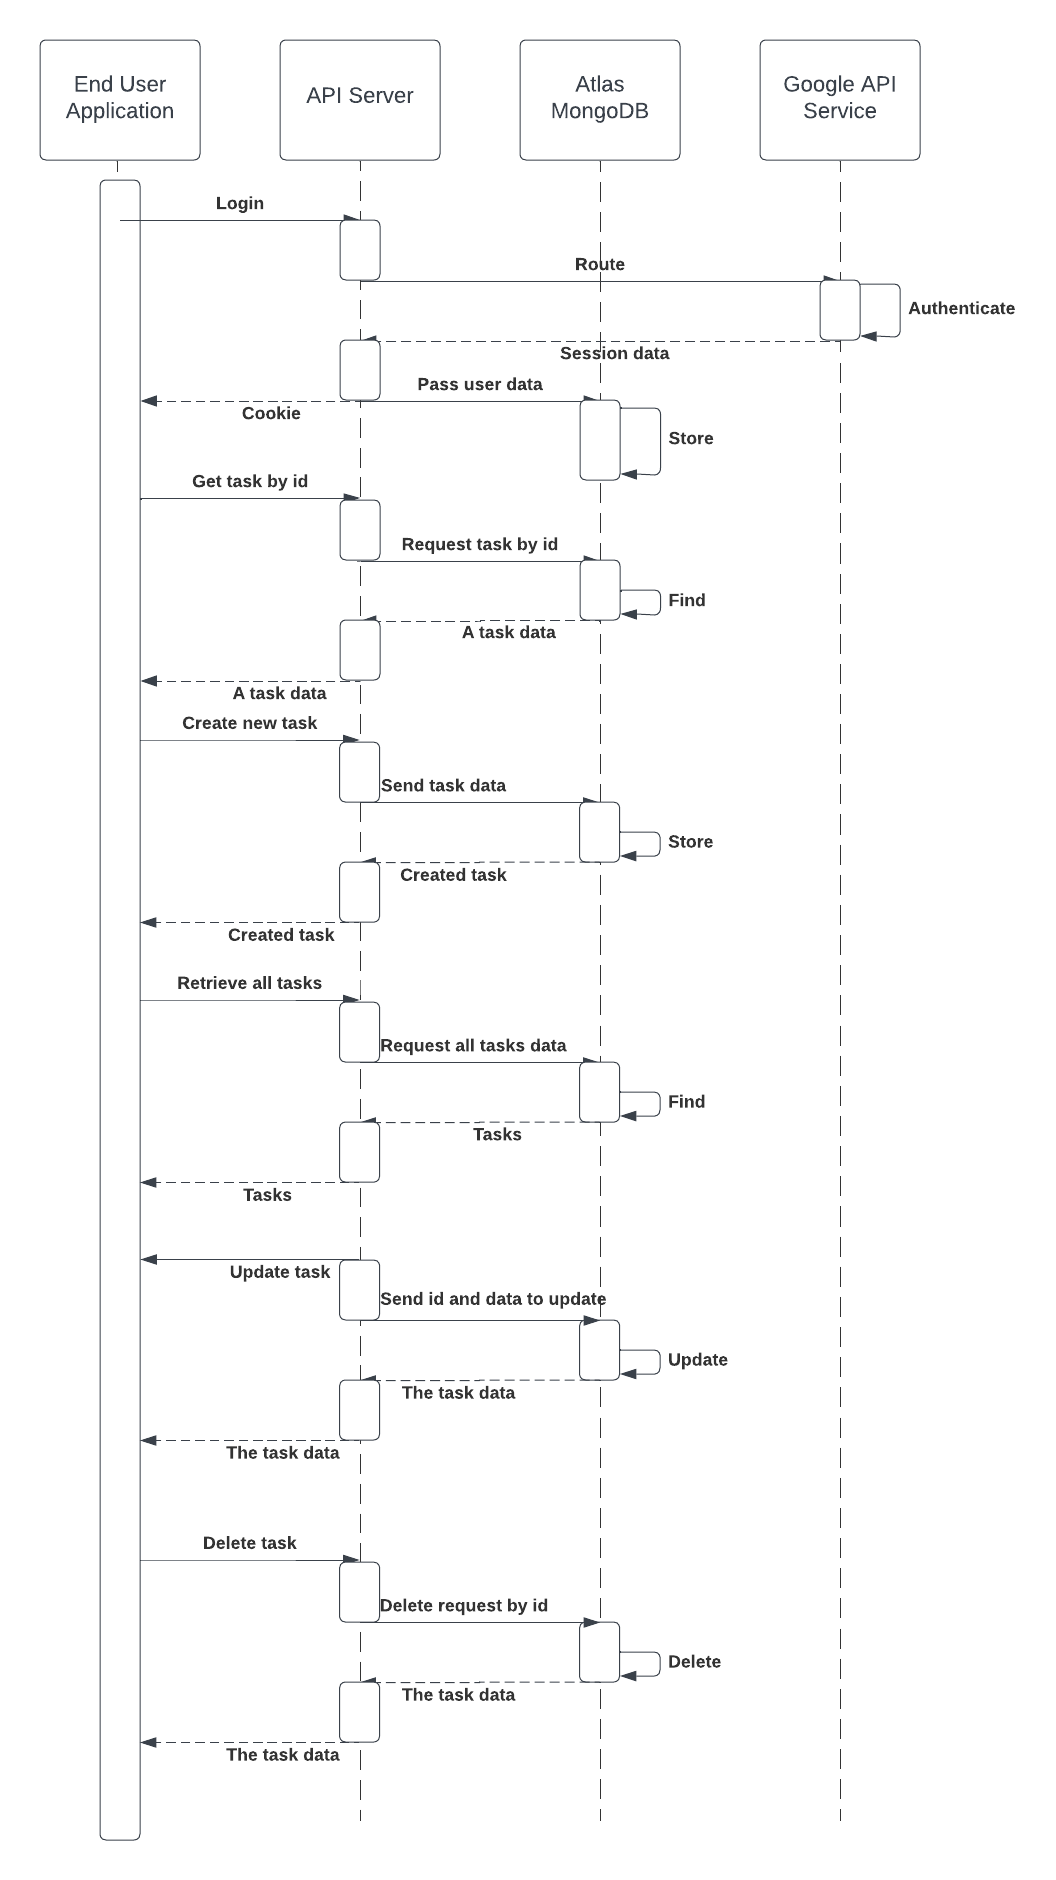 End User
Application
API Server
Atlas
MongoDB
Google API
Service
Login
Route
Authenticate
Session data
Pass user data
Cookie
Store
Get task by id
Request task by id
Find
A task data
A task data
Create new task
Send task data
Store
Created task
Created task
Retrieve all tasks
Request all tasks data
Find
Tasks
Tasks
Update task
Send id and data to update
Update
The task data
The task data
Delete task
Delete request by id
Delete
The task data
The task data